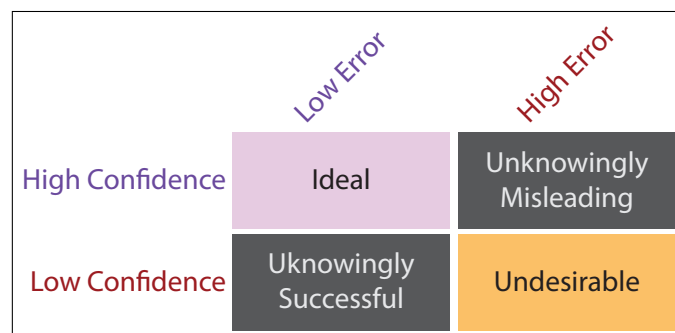 Low Error
High Error
High Confidence
Ideal
Unknowingly
Misleading
Low Confidence
Uknowingly
Successful
Undesirable